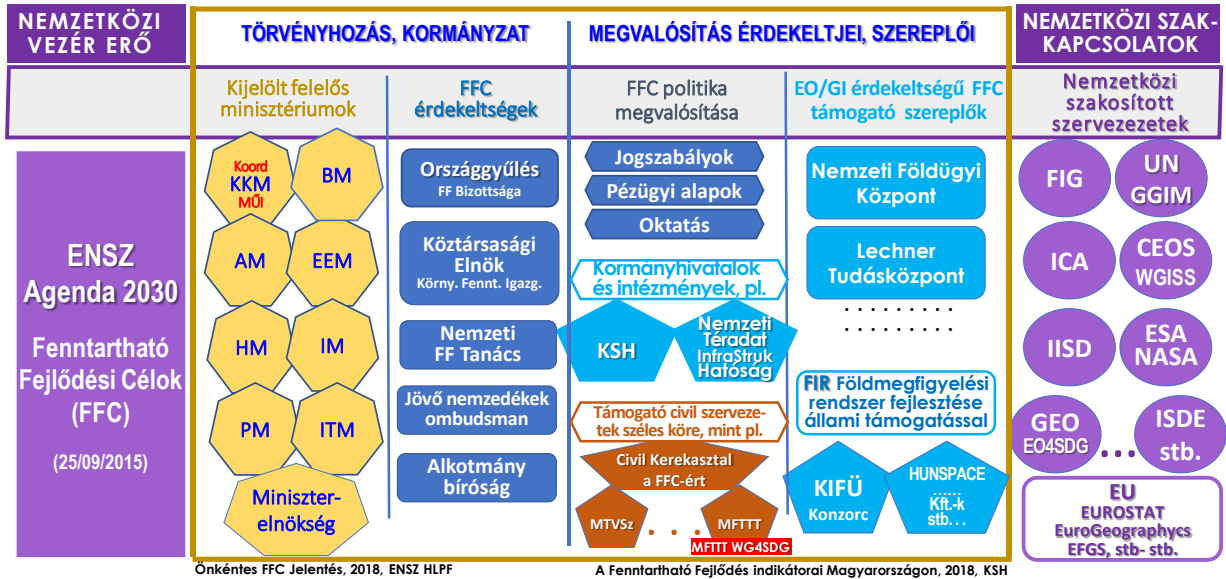 NEMZETKÖZI
VEZÉR ERŐ
TÖRVÉNYHOZÁS, KORMÁNYZAT
MEGVALÓSÍTÁS ÉRDEKELTJEI, SZEREPLŐI
NEMZETKÖZI SZAK-
KAPCSOLATOK
Kijelölt felelős
minisztériumok
FFC
érdekeltségek
FFC politika
megvalósítása
EO/GI érdekeltségű FFC
támogató szereplők
Nemzetközi
szakosított
szervezezetek
ENSZ
Agenda 2030
Fenntartható
Fejlődési Célok
(FFC)
(25/09/2015)
Koord
KKM
MŰI
BM
AM
EEM
HM
IM
PM
ITM
Miniszter-
elnökség
Országgyűlés
FF Bizottsága
Köztársasági
Elnök
Körny. Fennt. Igazg.
Nemzeti
FF Tanács
Jövő nemzedékek
ombudsman
Alkotmány
bíróság
Jogszabályok
Pézügyi alapok
Oktatás
Kormányhivatalok
és intézmények, pl.
KSH
Nemzeti
Téradat
InfraStruk
Hatóság
Támogató civil szerveze-
tek széles köre, mint pl.
Civil Kerekasztal
a FFC-ért
MTVSz
. . .
MFTTT
MFTTT WG4SDG
Nemzeti Földügyi
Központ
Lechner
Tudásközpont
. . . . . . . . .
. . . . . . . . .
FIR Földmegfigyelési
rendszer fejlesztése
állami támogatással
KIFÜ
Konzorc
HUNSPACE
......
Kft.-k
stb. . .
FIG
UN
GGIM
ICA
CEOS
WGISS
IISD
ESA
NASA
GEO
EO4SDG
...
ISDE
stb.
EU
EUROSTAT
EuroGeographycs
EFGS, stb- stb.
Önkéntes FFC Jelentés, 2018, ENSZ HLPF
A Fenntartható Fejlődés indikátorai Magyarországon, 2018, KSH